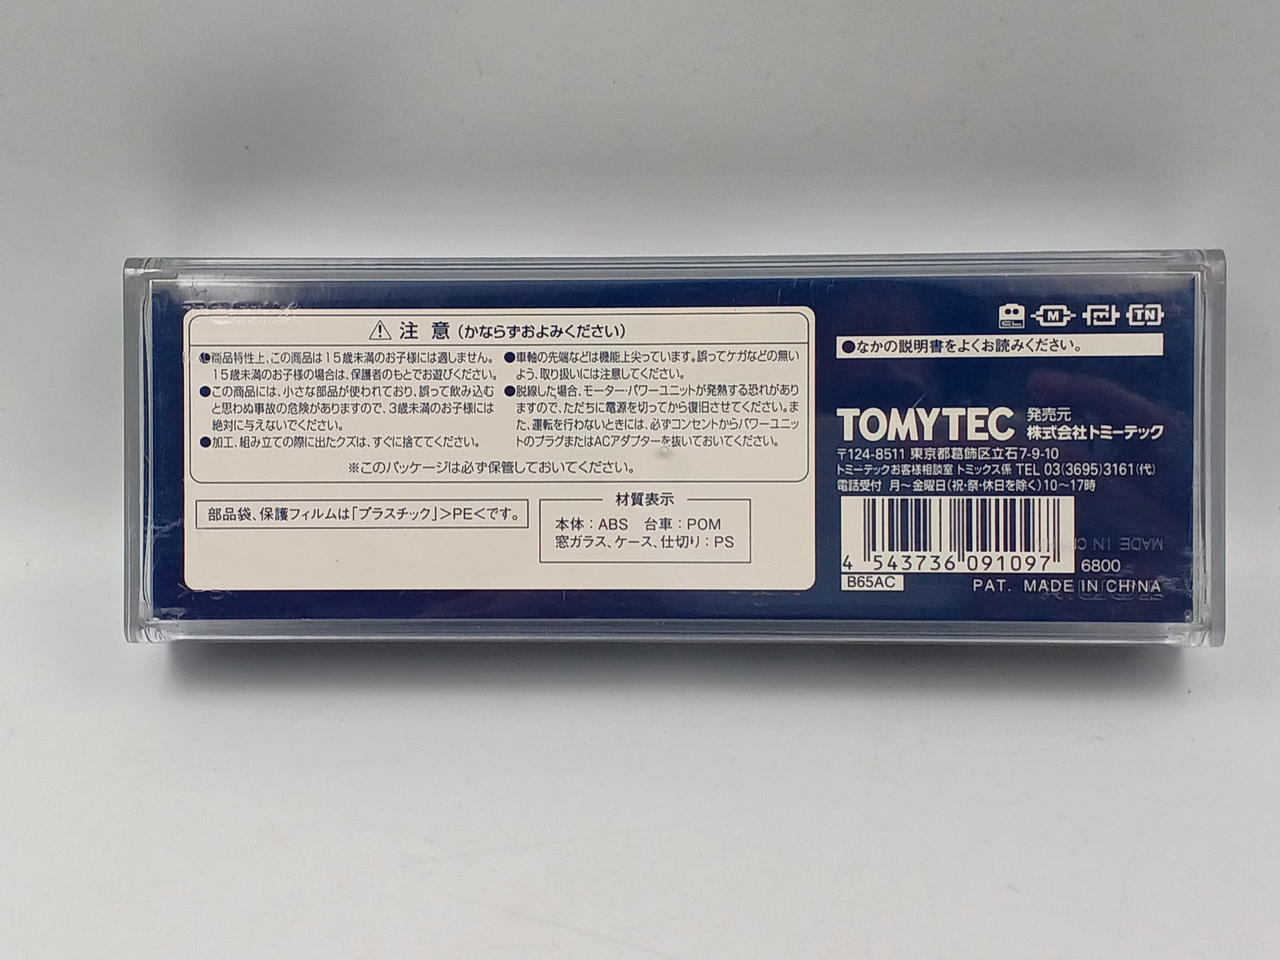 ⚠ 注意(かならずおよみください)
●商品特性上、この商品は15歳未満のお子様には適しません。
15歳未満のお子様の場合は、保護者のもとでお遊びください。
●この商品には、小さな部品が使われており、誤って飲み込む
と思わぬ事故の危険がありますので、3歳未満のお子様には
絶対に与えないでください。
●加工、組み立ての際に出たクズは、すぐに捨ててください。
●車軸の先端などは機能上尖っています。誤ってケガなどの無い
よう、取り扱いには注意してください。
●脱線した場合、モーター・パワーユニットが発熱する恐れがあり
ますので、ただちに電源を切ってから復旧させてください。ま
た、運転を行わないときには、必ずコンセントからパワーユニッ
トのプラグまたはACアダプターを抜いておいてください。
※このパッケージは必ず保管しておいてください。
部品袋、保護フィルムは「プラスチック」>PE<です。
材質表示
本体:ABS 台車:POM
窓ガラス、ケース、仕切り:PS
CL M TN
●なかの説明書をよくお読みください。
TOMYTEC 発売元
株式会社トミーテック
〒124-8511 東京都葛飾区立石7-9-10
トミーテックお客様相談室 トミックス係 TEL 03(3695)3161(代)
電話受付 月〜金曜日(祝・祭・休日を除く)10〜17時
4 543736 091097
6800
B65AC
PAT. MADE IN CHINA